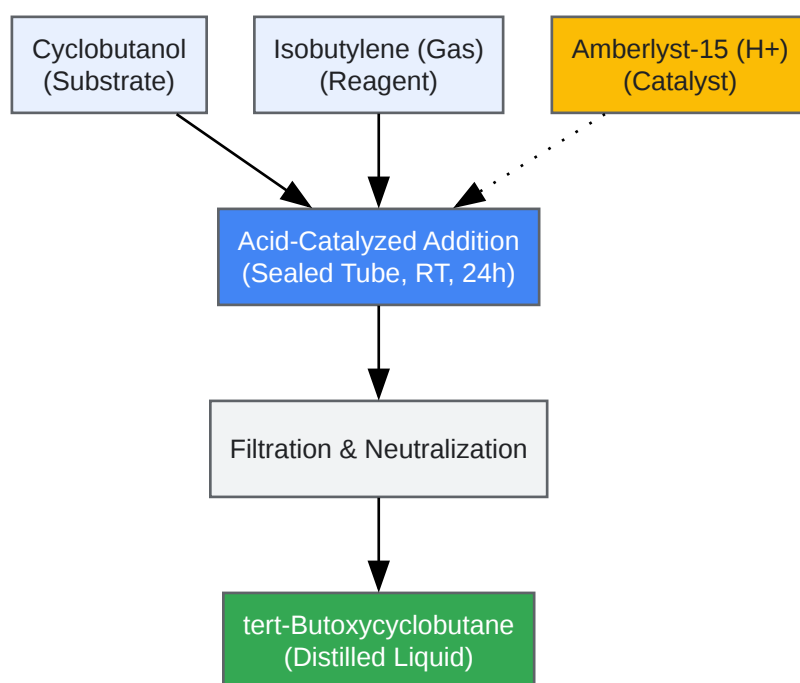 Cyclobutanol
(Substrate)
Isobutylene (Gas)
(Reagent)
Amberlyst-15 (H+)
(Catalyst)
Acid-Catalyzed Addition
(Sealed Tube, RT, 24h)
Filtration & Neutralization
tert-Butoxycyclobutane
(Distilled Liquid)